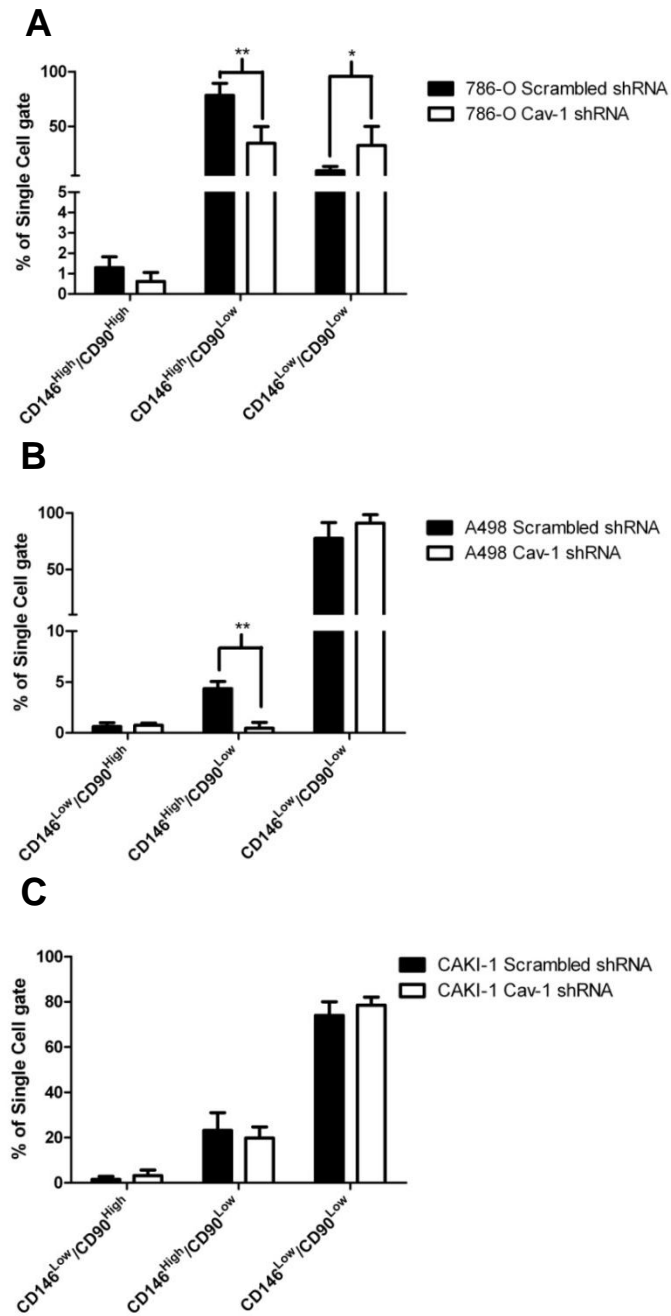 A
**
*
786-O Scrambled shRNA
786-O Cav-1 shRNA
% of Single Cell gate
100
50
5
4
3
2
1
0
CD146High/CD90High
CD146High/CD90Low
CD146Low/CD90Low
B
A498 Scrambled shRNA
A498 Cav-1 shRNA
% of Single Cell gate
100
50
10
5
0
**
CD146Low/CD90High
CD146High/CD90Low
CD146Low/CD90Low
C
CAKI-1 Scrambled shRNA
CAKI-1 Cav-1 shRNA
% of Single Cell gate
100
80
60
40
20
0
CD146Low/CD90High
CD146High/CD90Low
CD146Low/CD90Low